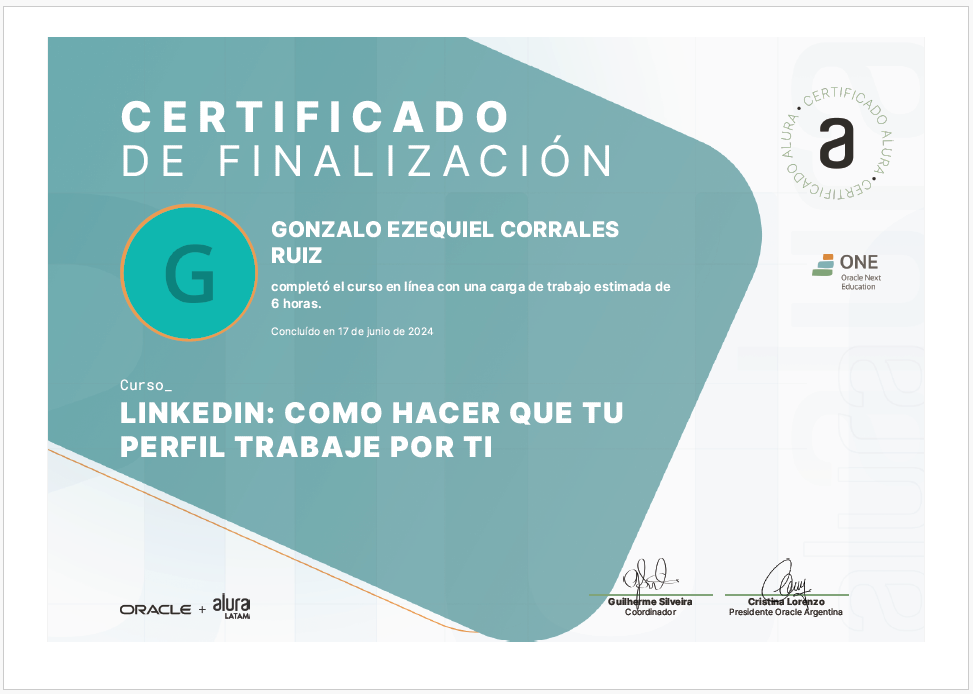 CERTIFICADO
DE FINALIZACIÓN
CERTIFICADO ALURA • CERTIFICADO ALURA •
a
G
GONZALO EZEQUIEL CORRALES
RUIZ
completó el curso en línea con una carga de trabajo estimada de
6 horas.
Concluído en 17 de junio de 2024
ONE
Oracle Next
Education
Curso_
LINKEDIN: COMO HACER QUE TU
PERFIL TRABAJE POR TI
ORACLE + alura
LATAM
Guilherme Silveira
Coordinador
Cristina Lorenzo
Presidente Oracle Argentina
alura